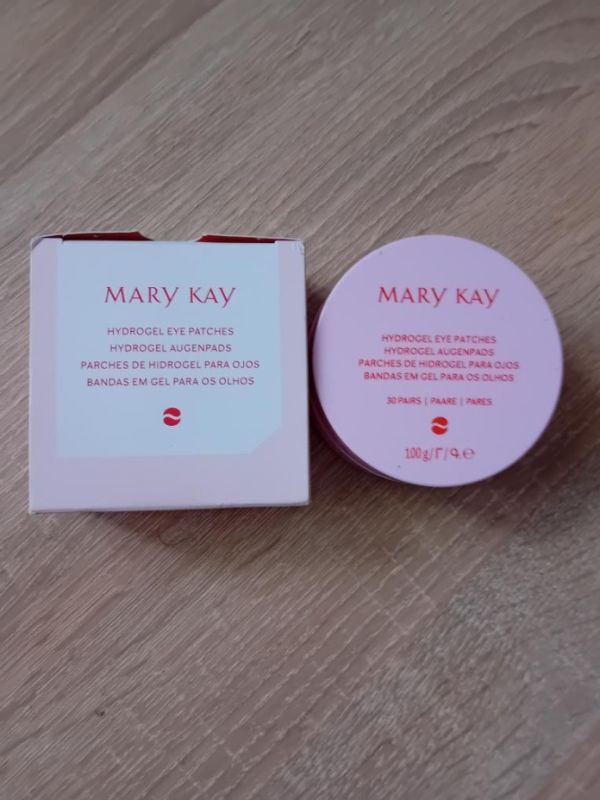 MARY KAY
HYDROGEL EYE PATCHES
HYDROGEL AUGENPADS
PARCHES DE HIDROGEL PARA OJOS
BANDAS EM GEL PARA OS OLHOS
MARY KAY
HYDROGEL EYE PATCHES
HYDROGEL AUGENPADS
PARCHES DE HIDROGEL PARA OJOS
BANDAS EM GEL PARA OS OLHOS
30 PAIRS | PAARE | PARES
100 g/Г/Գ.℮